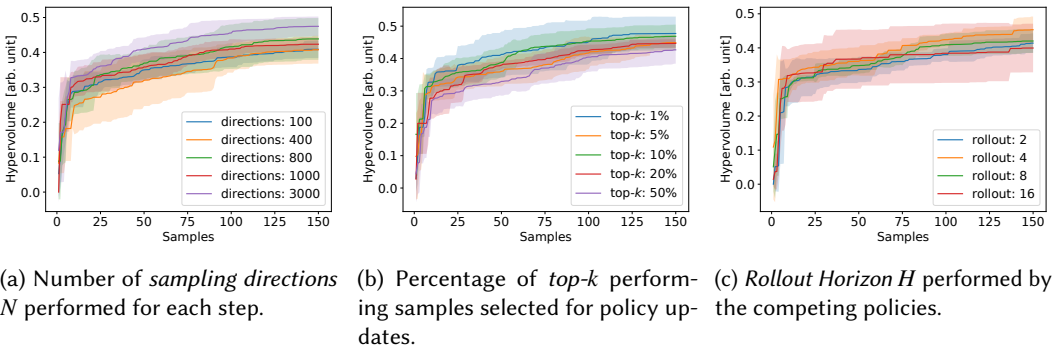 Hypervolume [arb. unit]
0.5
0.4
0.3
0.2
0.1
0.0
directions: 100
directions: 400
directions: 800
directions: 1000
directions: 3000
0 25 50 75 100 125 150
Samples
(a) Number of sampling directions
N performed for each step.
Hypervolume [arb. unit]
0.5
0.4
0.3
0.2
0.1
0.0
top-k: 1%
top-k: 5%
top-k: 10%
top-k: 20%
top-k: 50%
0 25 50 75 100 125 150
Samples
(b) Percentage of top-k perform-
ing samples selected for policy up-
dates.
Hypervolume [arb. unit]
0.5
0.4
0.3
0.2
0.1
0.0
rollout: 2
rollout: 4
rollout: 8
rollout: 16
0 25 50 75 100 125 150
Samples
(c) Rollout Horizon H performed by
the competing policies.